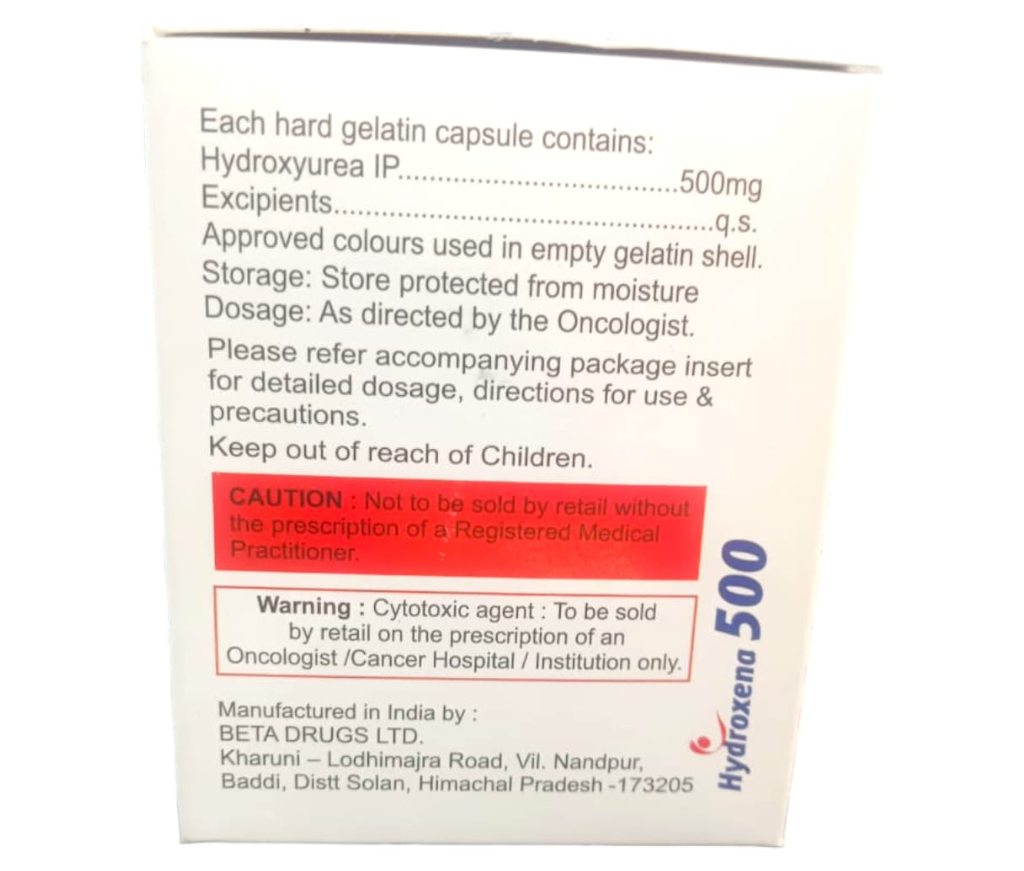 Each hard gelatin capsule contains:
Hydroxyurea IP...................................500mg
Excipients................................................q.s.
Approved colours used in empty gelatin shell.
Storage: Store protected from moisture
Dosage: As directed by the Oncologist.
Please refer accompanying package insert
for detailed dosage, directions for use &
precautions.
Keep out of reach of Children.
CAUTION : Not to be sold by retail without
the prescription of a Registered Medical
Practitioner.
Warning : Cytotoxic agent : To be sold
by retail on the prescription of an
Oncologist /Cancer Hospital / Institution only.
Manufactured in India by :
BETA DRUGS LTD.
Kharuni – Lodhimajra Road, Vil. Nandpur,
Baddi, Distt Solan, Himachal Pradesh -173205
Hydroxena 500